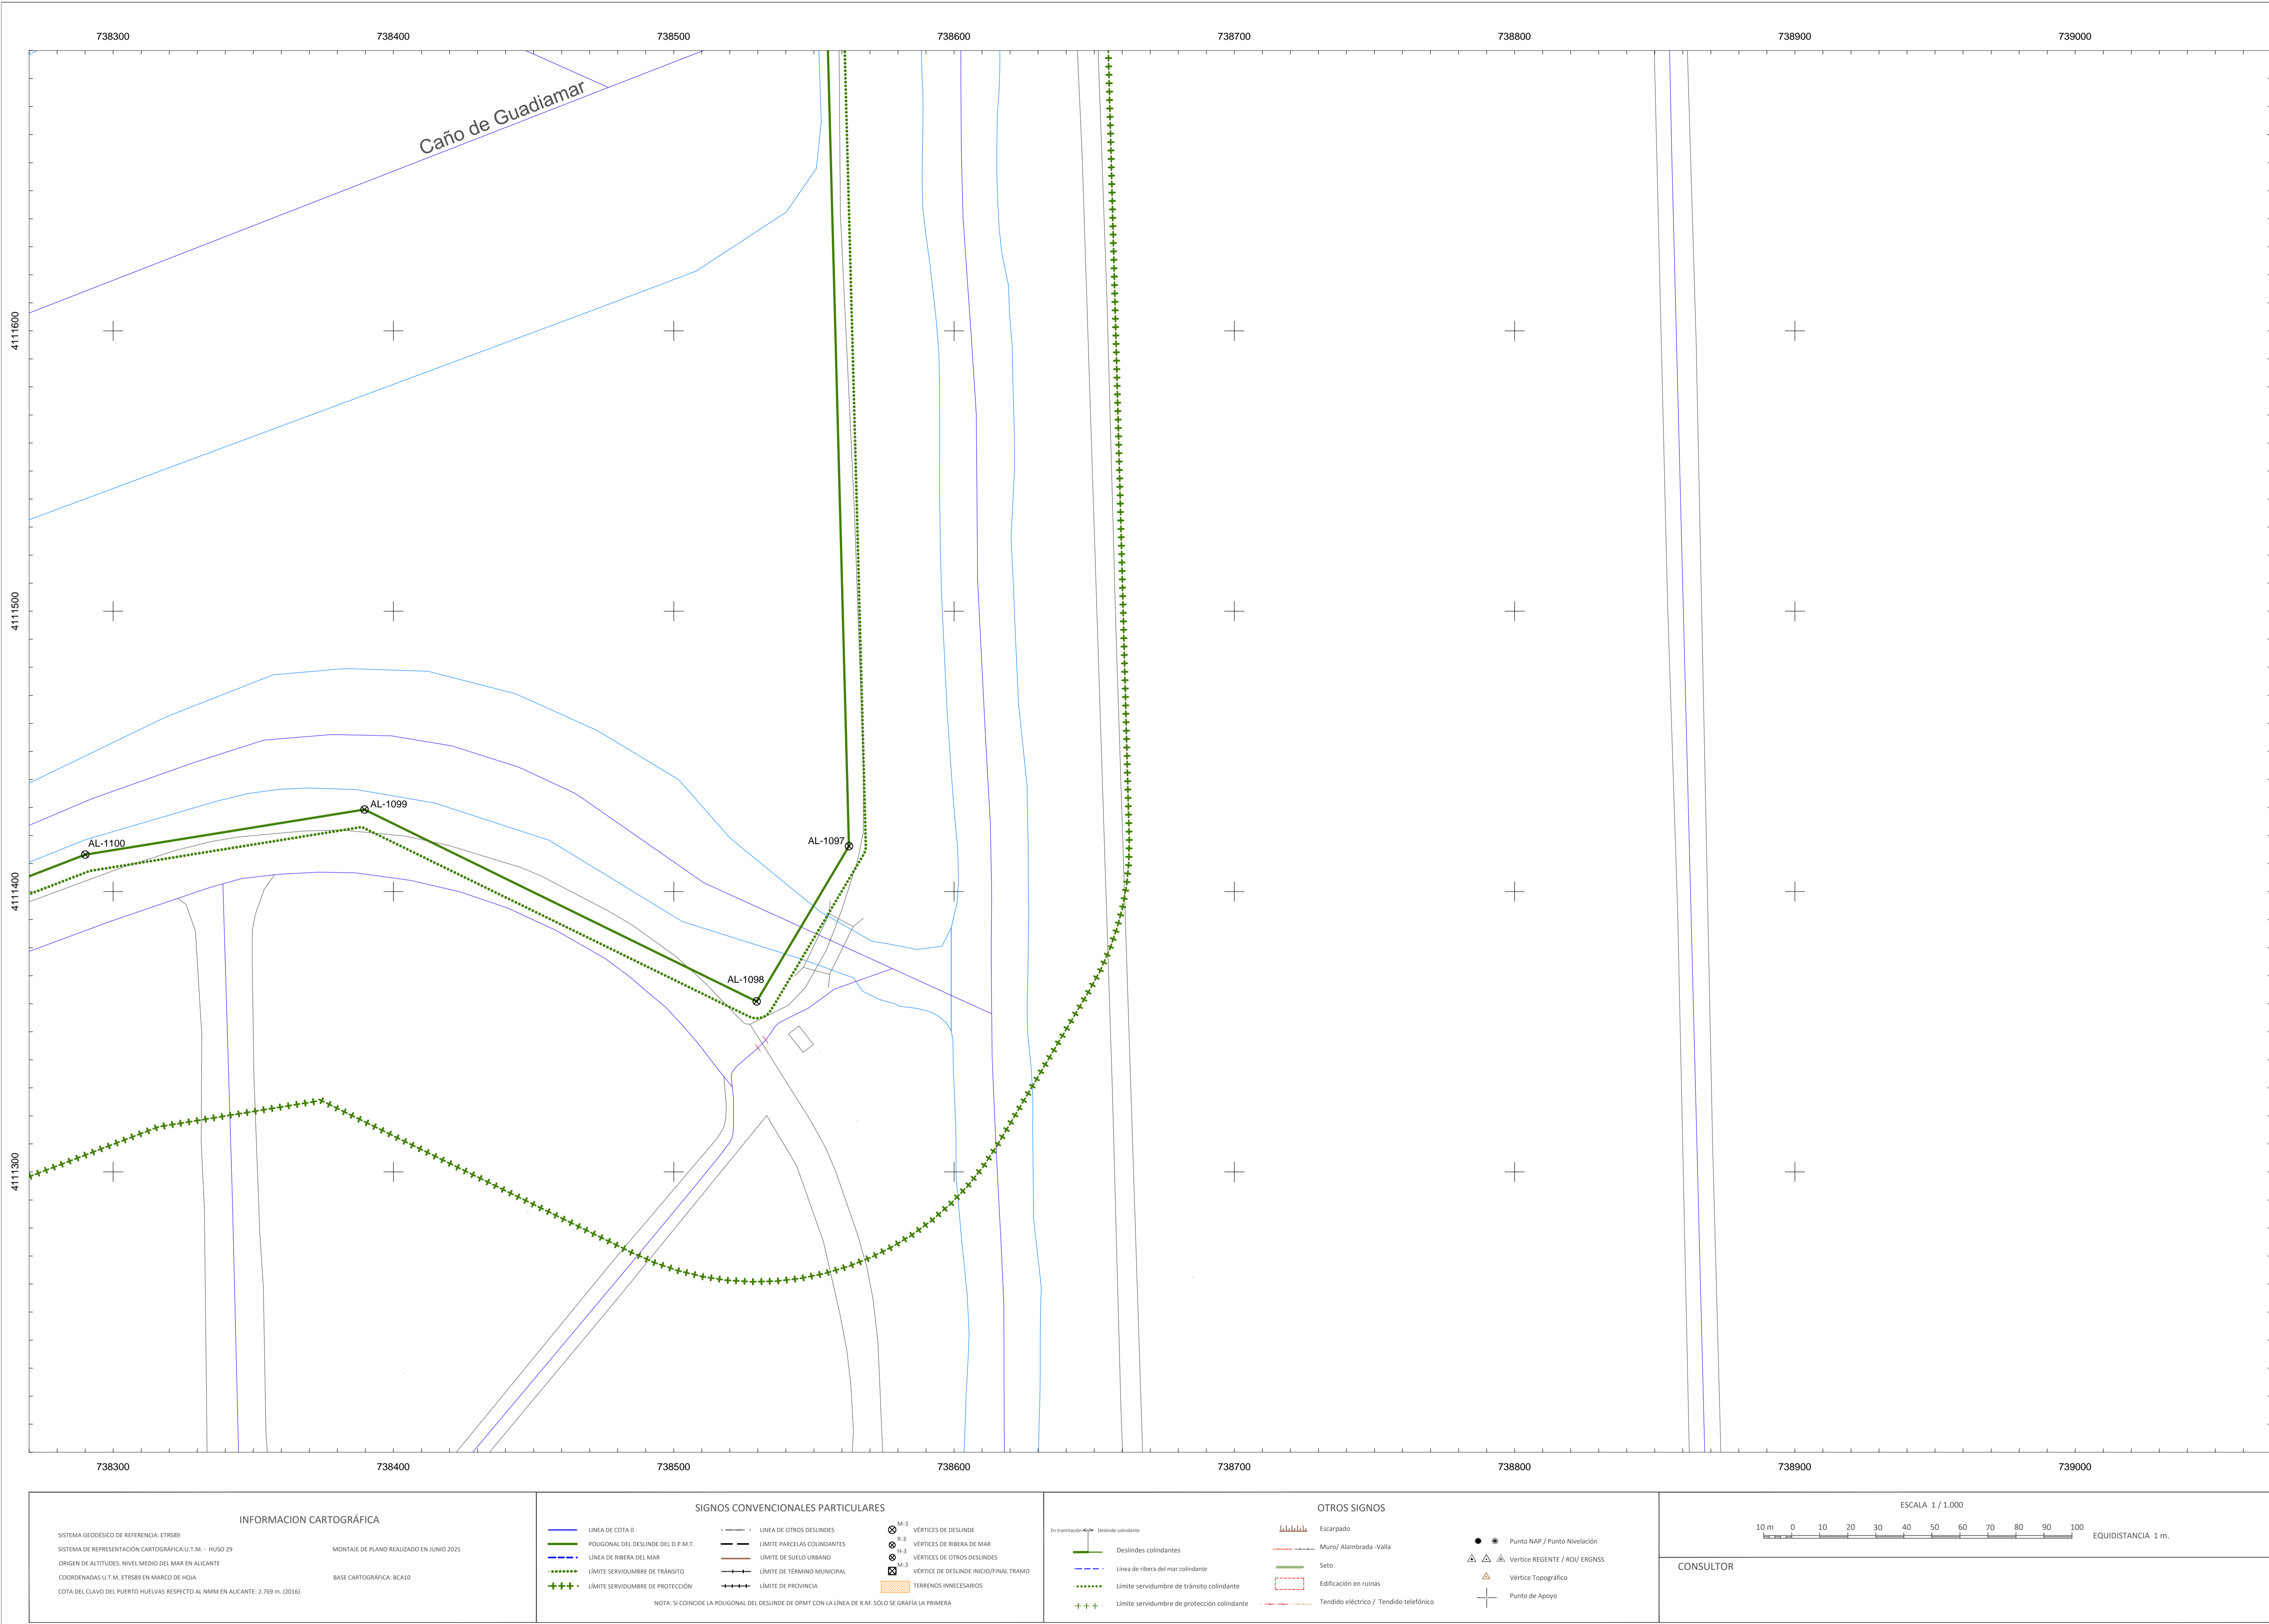 738300 738400 738500 738600 738700 738800 738900 739000
Caño de Guadiamar
4111600
4111500
AL-1099
AL-1097
AL-1100
4111400
AL-1098
4111300
738300 738400 738500 738600 738700 738800 738900 739000
INFORMACION CARTOGRÁFICA
SISTEMA GEODÉSICO DE REFERENCIA: ETRS89
SISTEMA DE REPRESENTACIÓN CARTOGRÁFICA:U.T.M. - HUSO 29
MONTAJE DE PLANO REALIZADO EN JUNIO 2025
ORIGEN DE ALTITUDES: NIVEL MEDIO DEL MAR EN ALICANTE
COORDENADAS U.T.M. ETRS89 EN MARCO DE HOJA
BASE CARTOGRÁFICA: BCA10
COTA DEL CLAVO DEL PUERTO HUELVA5 RESPECTO AL NMM EN ALICANTE: 2.769 m. (2016)
SIGNOS CONVENCIONALES PARTICULARES
LINEA DE COTA 0
POLIGONAL DEL DESLINDE DEL D.P.M.T.
LÍNEA DE RIBERA DEL MAR
LÍMITE SERVIDUMBRE DE TRÁNSITO
LÍMITE SERVIDUMBRE DE PROTECCIÓN
LINEA DE OTROS DESLINDES
LIMITE PARCELAS COLINDANTES
LÍMITE DE SUELO URBANO
LÍMITE DE TÉRMINO MUNICIPAL
LÍMITE DE PROVINCIA
M-3
VÉRTICES DE DESLINDE
R-3
VÉRTICES DE RIBERA DE MAR
H-3
VÉRTICES DE OTROS DESLINDES
M-3
VÉRTICE DE DESLINDE INICIO/FINAL TRAMO
TERRENOS INNECESARIOS
NOTA: SI COINCIDE LA POLIGONAL DEL DESLINDE DE DPMT CON LA LÍNEA DE R.M. SÓLO SE GRAFÍA LA PRIMERA
OTROS SIGNOS
En tramitación
Deslinde colindante
Deslindes colindantes
Línea de ribera del mar colindante
Límite servidumbre de tránsito colindante
Límite servidumbre de protección colindante
Escarpado
Muro/ Alambrada -Valla
Seto
Edificación en ruinas
Tendido eléctrico / Tendido telefónico
Punto NAP / Punto Nivelación
Vertice REGENTE / ROI/ ERGNSS
Vértice Topográfico
Punto de Apoyo
ESCALA 1 / 1.000
10 m 0 10 20 30 40 50 60 70 80 90 100
EQUIDISTANCIA 1 m.
CONSULTOR